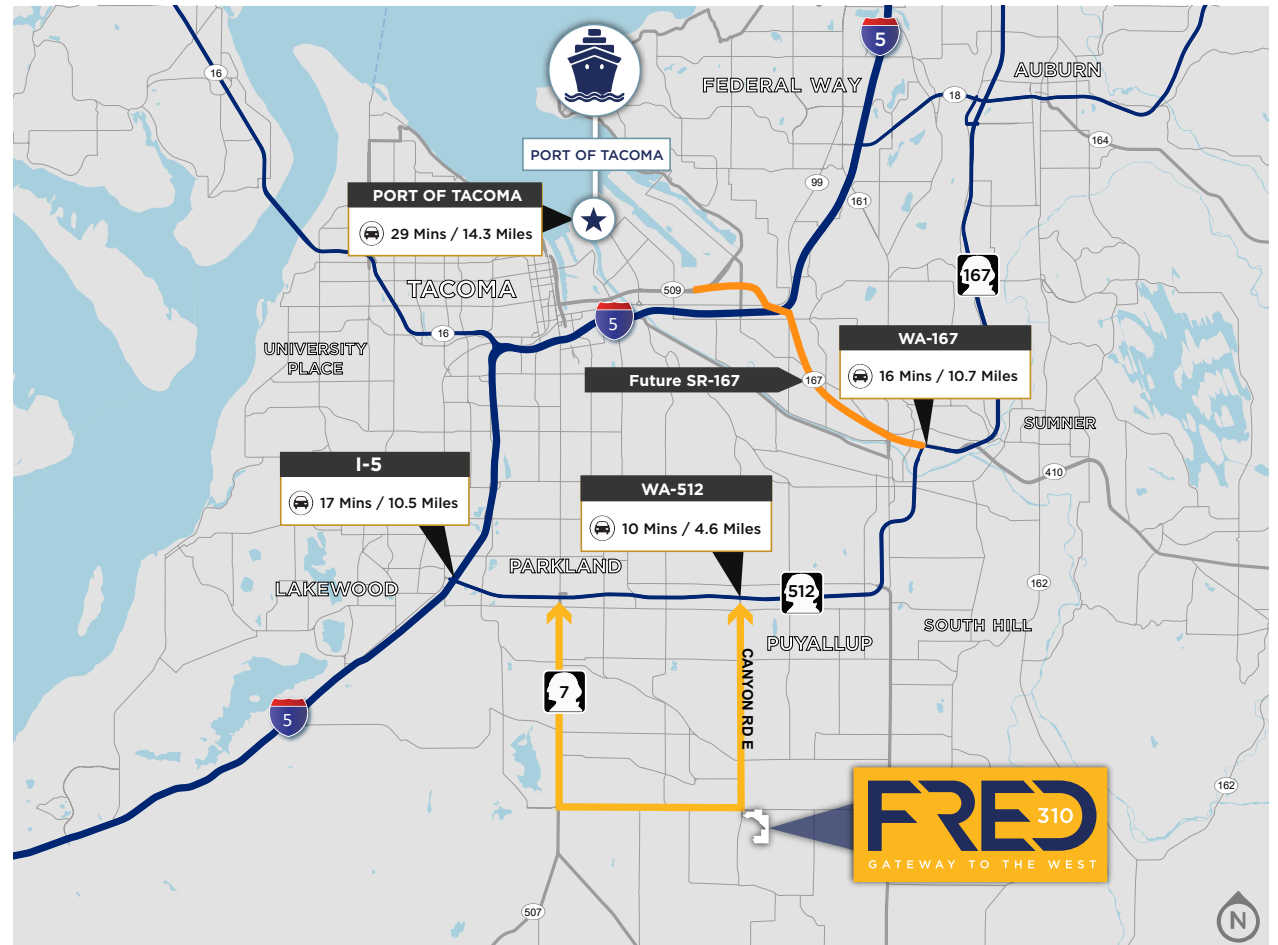 5
AUBURN
16
FEDERAL WAY
18
164
PORT OF TACOMA
99
PORT OF TACOMA
161
29 Mins / 14.3 Miles
167
TACOMA
509
5
16
WA-167
UNIVERSITY
PLACE
16 Mins / 10.7 Miles
Future SR-167
167
SUMNER
I-5
410
17 Mins / 10.5 Miles
WA-512
10 Mins / 4.6 Miles
PARKLAND
162
LAKEWOOD
512
SOUTH HILL
PUYALLUP
7
CANYON RD E
5
162
FRED
310
GATEWAY TO THE WEST
507
N